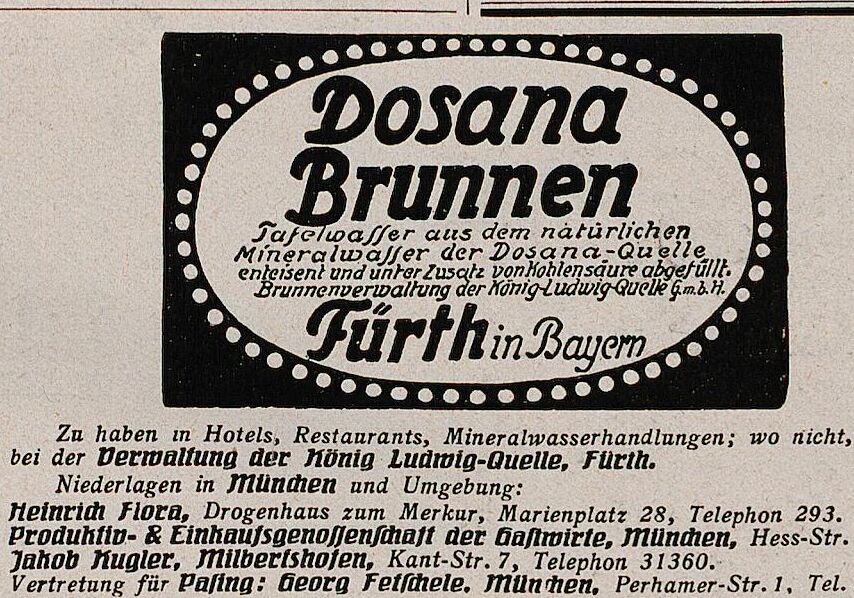 Dosana
Brunnen
Tafelwaſſer aus dem natürlichen
Mineralwaſſer der Dosana-Quelle
enteisent und unter Zusatz von Kohlensäure abgefüllt.
Brunnenverwaltung der König-Ludwig-Quelle G.m.b.H.
Fürth in Bayern
Zu haben in Hotels, Restaurants, Mineralwasserhandlungen; wo nicht,
bei der Verwaltung der König Ludwig-Quelle, Fürth.
Niederlagen in München und Umgebung:
Heinrich Flora, Drogenhaus zum Merkur, Marienplatz 28, Telephon 293.
Produktiv- & Einkaufsgenoſſenſchaft der Gaſtwirte, München, Hess-Str.
Jakob Kugler, Milbertshofen, Kant-Str. 7, Telephon 31360.
Vertretung für Paſing: Georg Fetſchele, München, Perhamer-Str. 1, Tel.